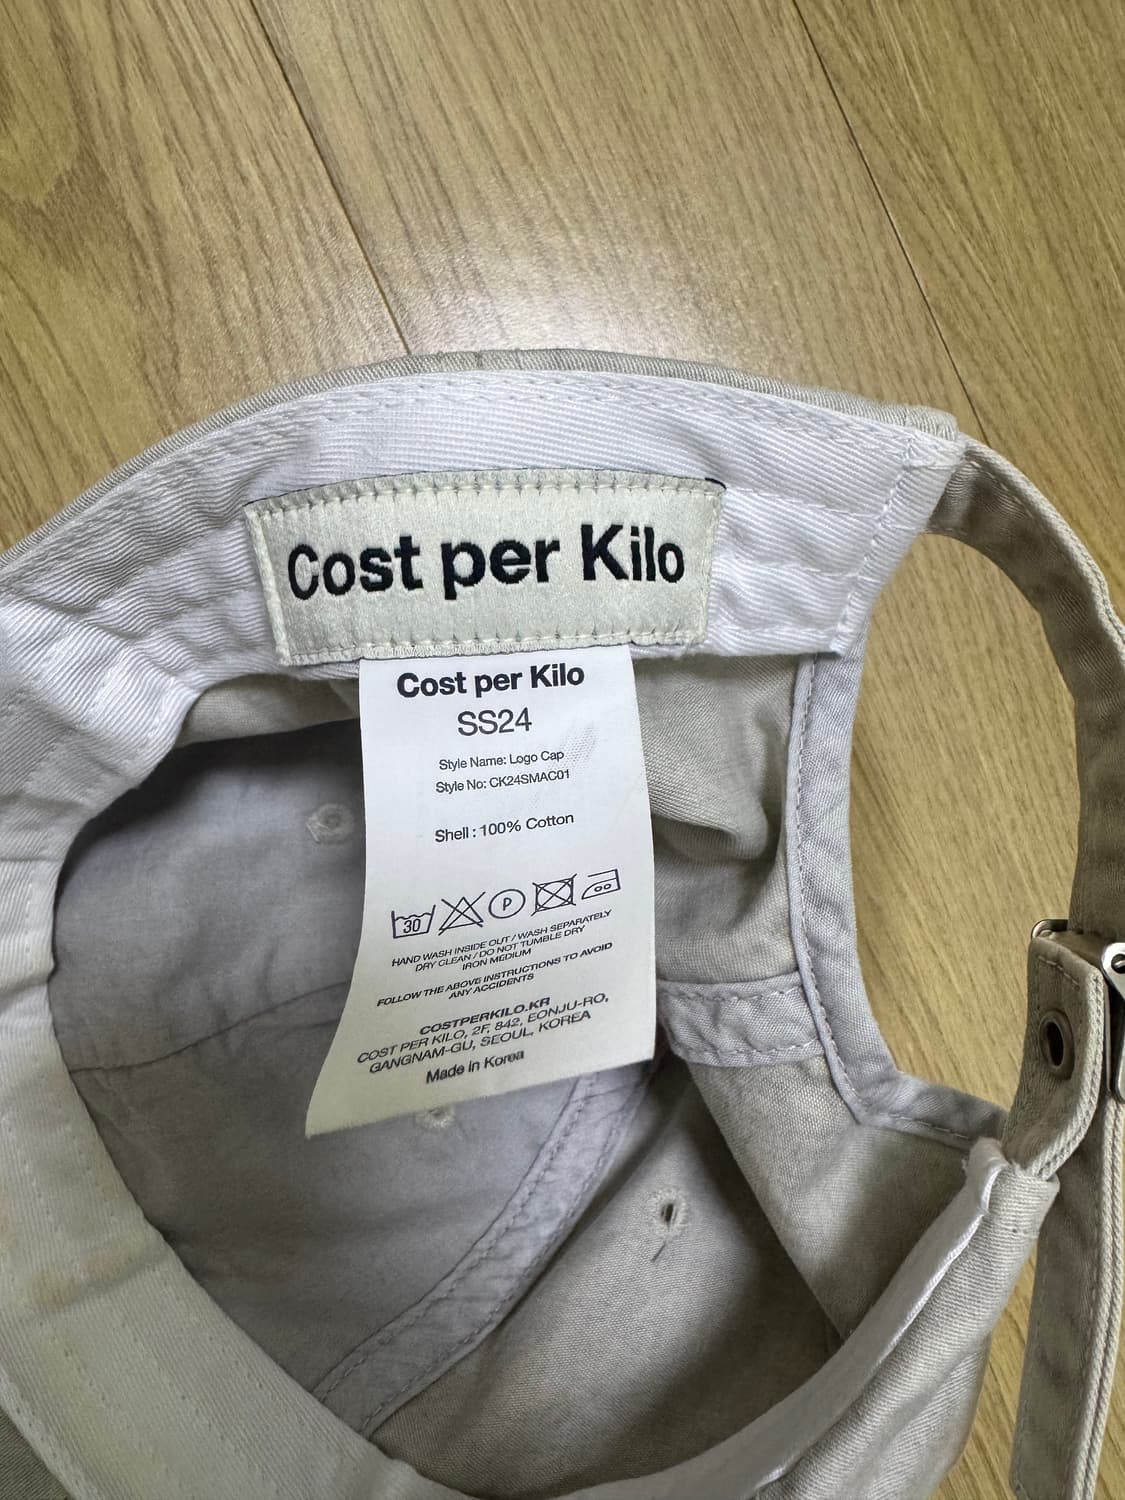 Cost per Kilo
Cost per Kilo
SS24
Style Name: Logo Cap
Style No: CK24SMAC01
Shell : 100% Cotton
30 P
HAND WASH INSIDE OUT / WASH SEPARATELY
DRY CLEAN / DO NOT TUMBLE DRY
IRON MEDIUM
FOLLOW THE ABOVE INSTRUCTIONS TO AVOID
ANY ACCIDENTS
COSTPERKILO.KR
COST PER KILO, 2F, 842, EONJU-RO,
GANGNAM-GU, SEOUL, KOREA
Made in Korea